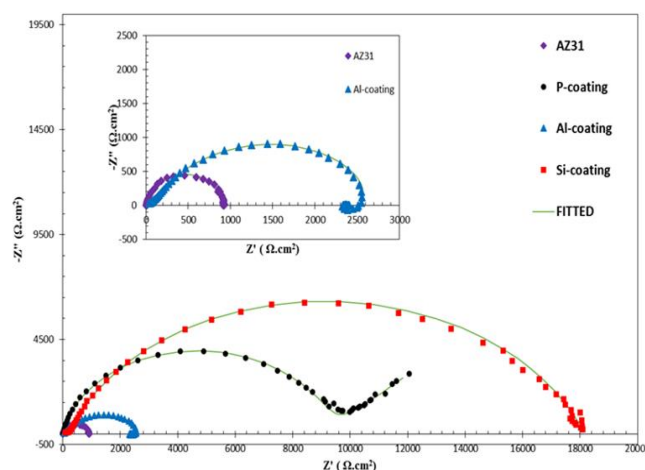 19500
14500
9500
4500
-500
-Z'' (Ω.cm²)
0
2000
4000
6000
8000
10000
12000
14000
16000
18000
2000
Z' (Ω.cm²)
2500
2000
1500
1000
500
0
-500
-Z'' (Ω.cm²)
0
500
1000
1500
2000
2500
3000
Z' ( Ω.cm²)
AZ31
Al-coating
AZ31
P-coating
Al-coating
Si-coating
FITTED